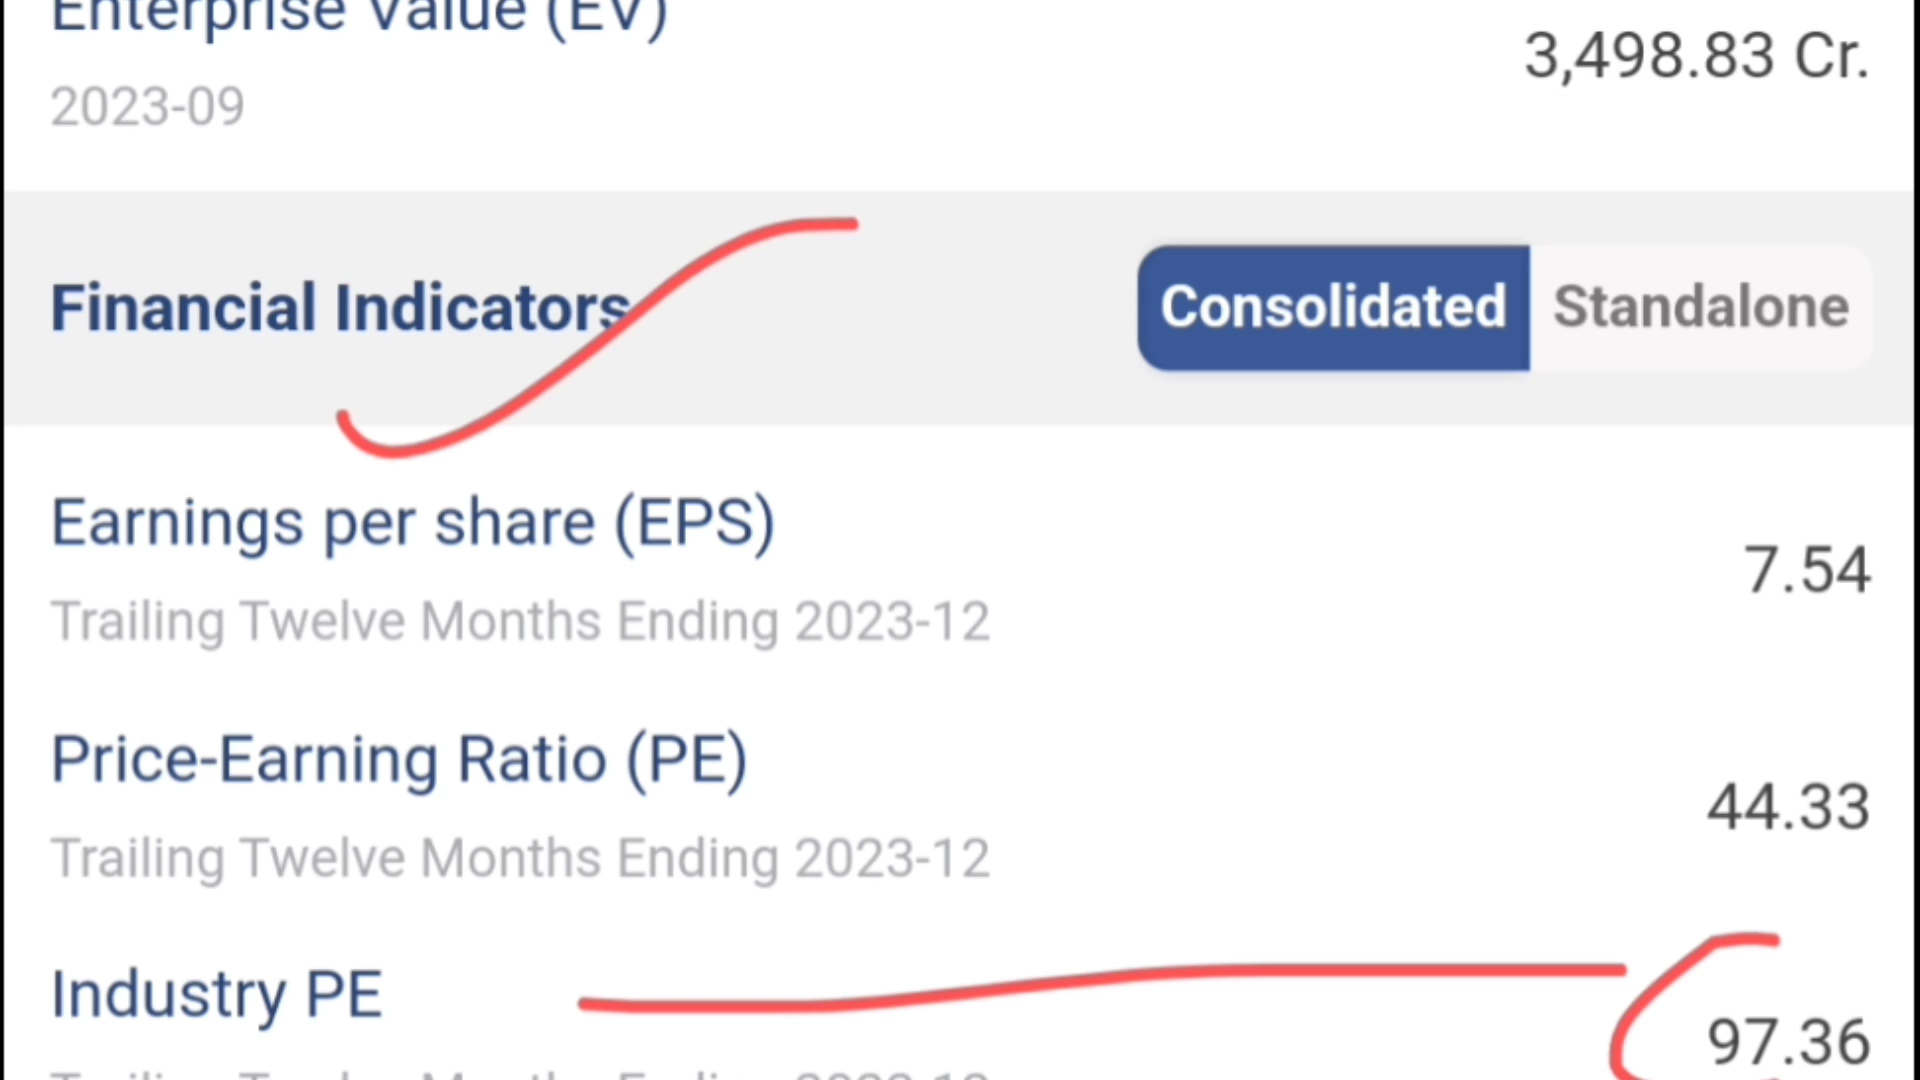 Enterprise Value (EV)
3,498.83 Cr.
2023-09
Financial Indicators
Consolidated
Standalone
Earnings per share (EPS)
7.54
Trailing Twelve Months Ending 2023-12
Price-Earning Ratio (PE)
44.33
Trailing Twelve Months Ending 2023-12
Industry PE
97.36